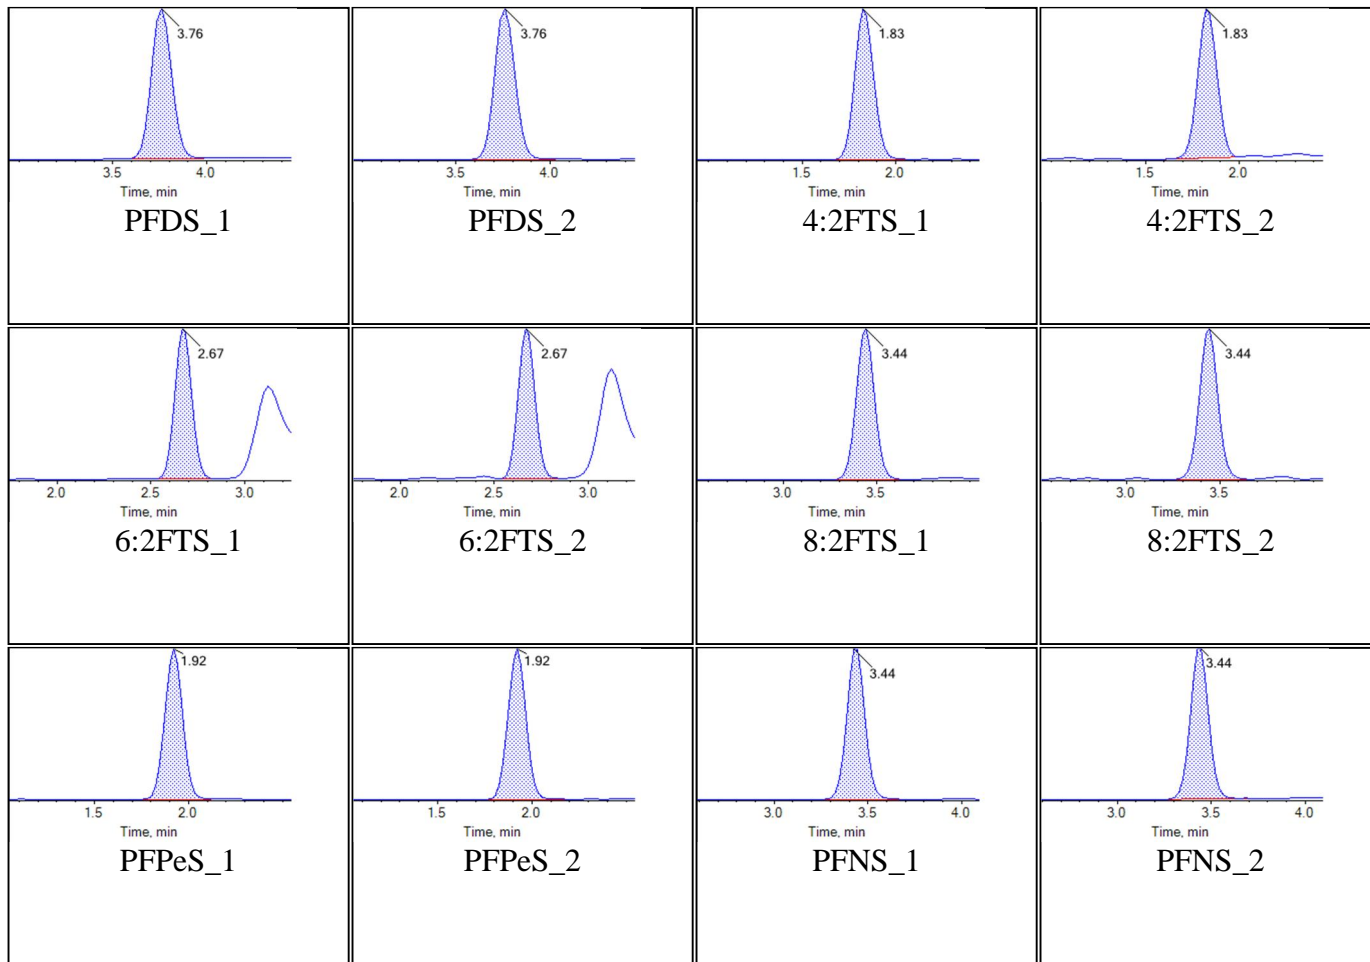 3.76
3.5 4.0
Time, min
PFDS_1
3.76
3.5 4.0
Time, min
PFDS_2
1.83
1.5 2.0
Time, min
4:2FTS_1
1.83
1.5 2.0
Time, min
4:2FTS_2
2.67
2.0 2.5 3.0
Time, min
6:2FTS_1
2.67
2.0 2.5 3.0
Time, min
6:2FTS_2
3.44
3.0 3.5
Time, min
8:2FTS_1
3.44
3.0 3.5
Time, min
8:2FTS_2
1.92
1.5 2.0
Time, min
PFPeS_1
1.92
1.5 2.0
Time, min
PFPeS_2
3.44
3.0 3.5 4.0
Time, min
PFNS_1
3.44
3.0 3.5 4.0
Time, min
PFNS_2